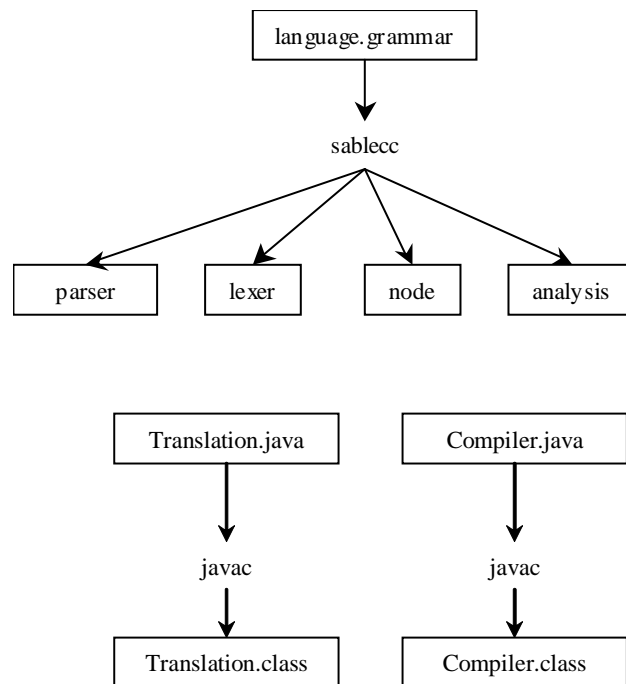 language.grammar
sablecc
parser lexer node analysis
Translation.java Compiler.java
javac javac
Translation.class Compiler.class